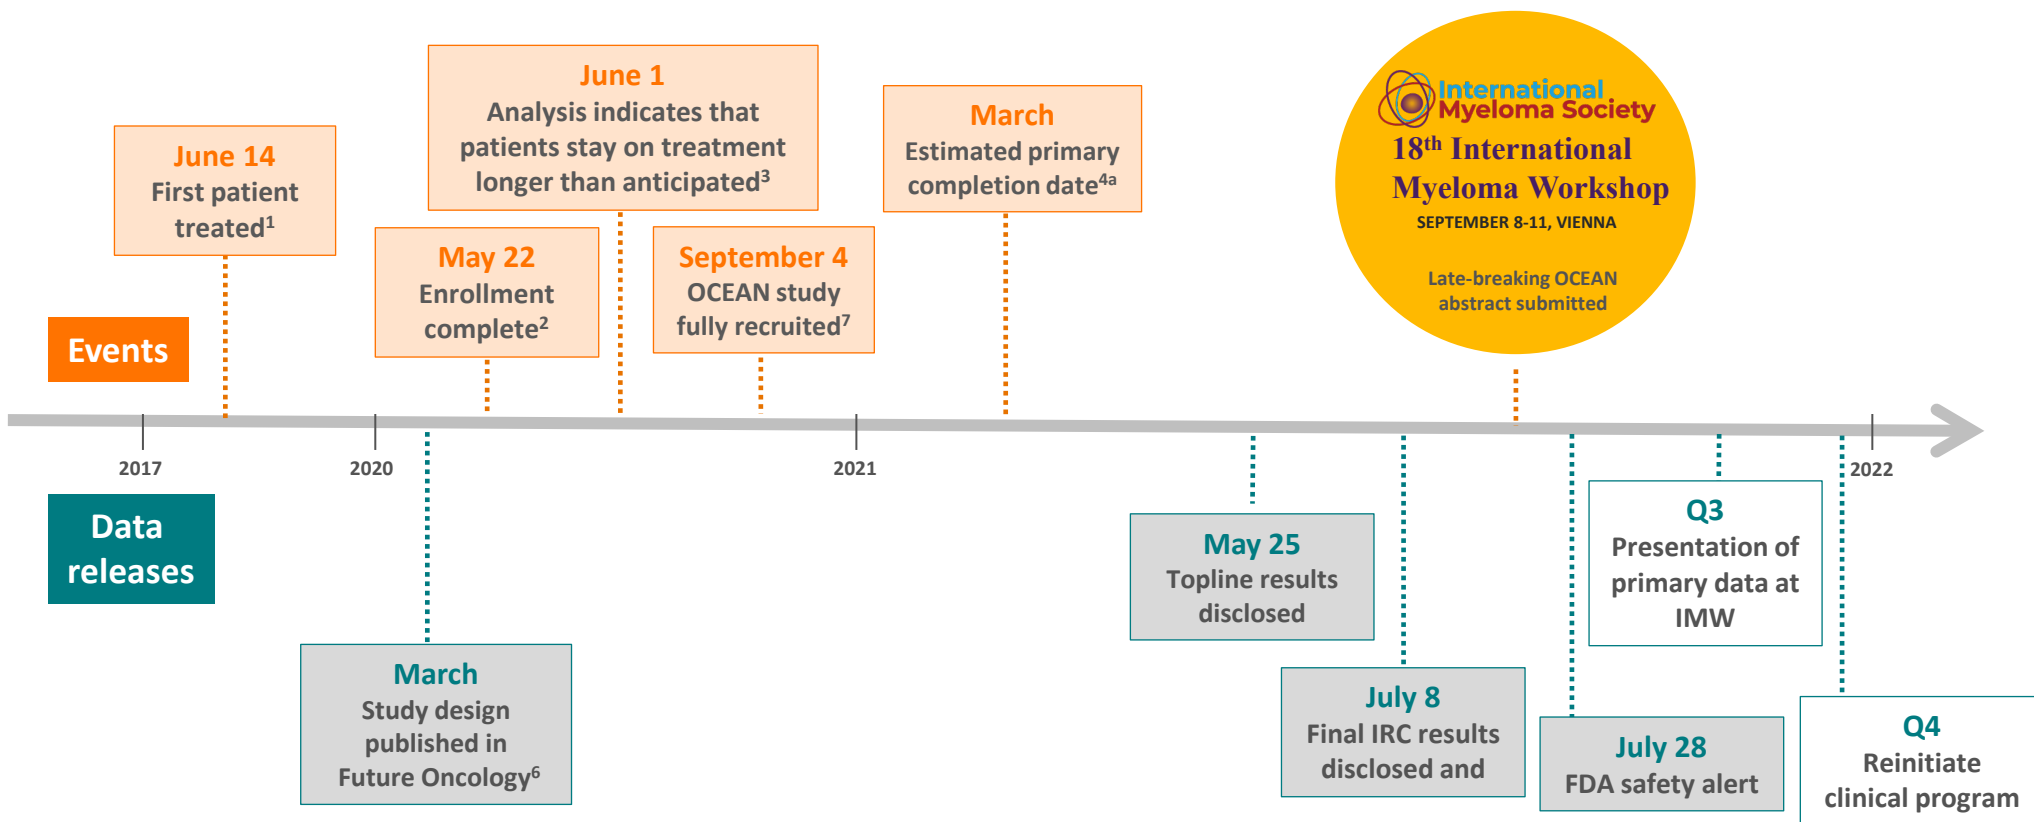 June 14
First patient
treated1
June 1
Analysis indicates that
patients stay on treatment
longer than anticipated3
May 22
Enrollment
complete2
September 4
OCEAN study
fully recruited7
March
Estimated primary
completion date4a
International
Myeloma Society
18th International
Myeloma Workshop
SEPTEMBER 8-11, VIENNA
Late-breaking OCEAN
abstract submitted
Events
2017
2020
2021
2022
Data
releases
March
Study design
published in
Future Oncology6
May 25
Topline results
disclosed
July 8
Final IRC results
disclosed and
July 28
FDA safety alert
Q3
Presentation of
primary data at
IMW
Q4
Reinitiate
clinical program